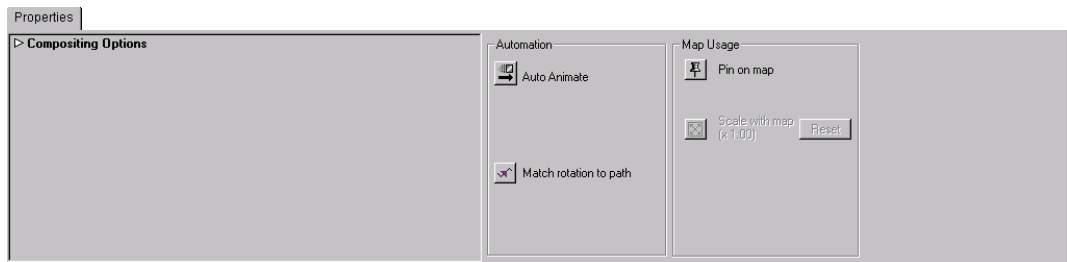 Properties
Compositing Options
Automation
Auto Animate
Match rotation to path
Map Usage
Pin on map
Scale with map
(x 1.00)
Reset